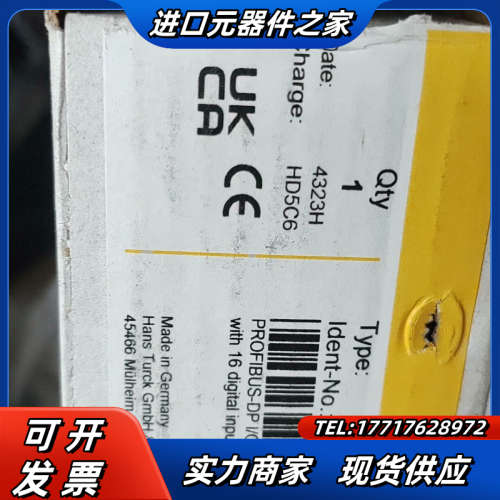 进口元器件之家
Qty
1
Date:
4323H
Charge:
HD5C6
UK
CA
CE
Type:
Ident-No.:
PROFIBUS-DP I/O
with 16 digital inpu
Made in Germany
Hans Turck GmbH
45466 Mülheim
可开
发票
TEL:17717628972
实力商家 现货供应